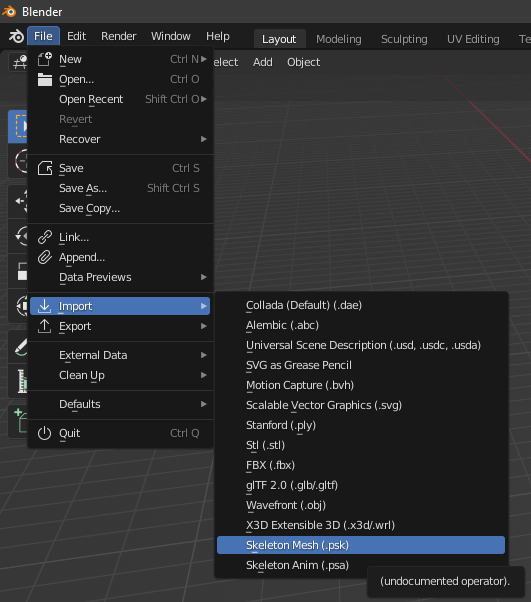 Blender
File Edit Render Window Help Layout Modeling Sculpting UV Editing Te
elect Add Object
New Ctrl N
Open... Ctrl O
Open Recent Shift Ctrl O
Revert
Recover
Save Ctrl S
Save As... Shift Ctrl S
Save Copy...
Link...
Append...
Data Previews
Import
Export
External Data
Clean Up
Defaults
Quit Ctrl Q
Collada (Default) (.dae)
Alembic (.abc)
Universal Scene Description (.usd, .usdc, .usda)
SVG as Grease Pencil
Motion Capture (.bvh)
Scalable Vector Graphics (.svg)
Stanford (.ply)
Stl (.stl)
FBX (.fbx)
glTF 2.0 (.glb/.gltf)
Wavefront (.obj)
X3D Extensible 3D (.x3d/.wrl)
Skeleton Mesh (.psk)
Skeleton Anim (.psa)
(undocumented operator).